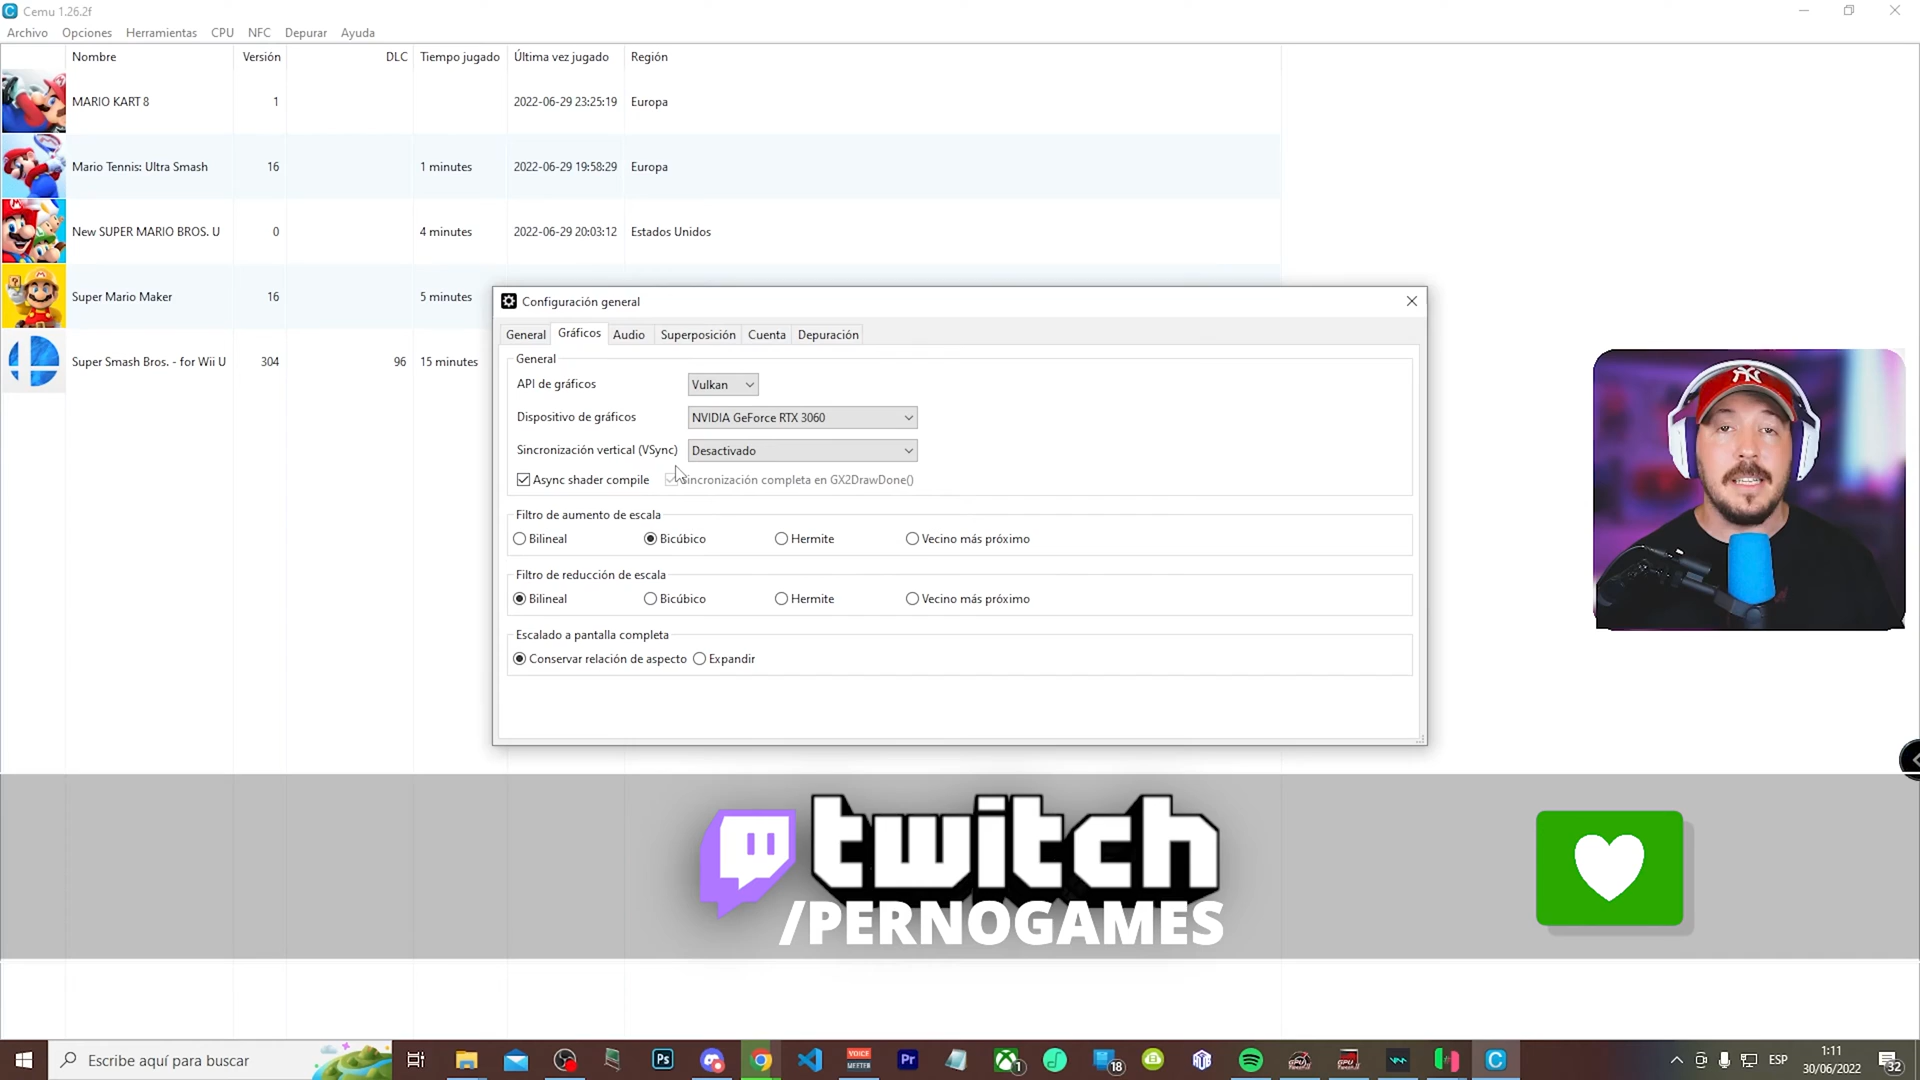 Cemu 1.26.2f
Archivo Opciones Herramientas CPU NFC Depurar Ayuda
Nombre Versión DLC Tiempo jugado Última vez jugado Región
MARIO KART 8 1 2022-06-29 23:25:19 Europa
Mario Tennis: Ultra Smash 16 1 minutes 2022-06-29 19:58:29 Europa
New SUPER MARIO BROS. U 0 4 minutes 2022-06-29 20:03:12 Estados Unidos
Super Mario Maker 16 5 minutes
Super Smash Bros. - for Wii U 304 96 15 minutes
Configuración general
General Gráficos Audio Superposición Cuenta Depuración
General
API de gráficos Vulkan
Dispositivo de gráficos NVIDIA GeForce RTX 3060
Sincronización vertical (VSync) Desactivado
Async shader compile Sincronización completa en GX2DrawDone()
Filtro de aumento de escala
Bilineal Bicúbico Hermite Vecino más próximo
Filtro de reducción de escala
Bilineal Bicúbico Hermite Vecino más próximo
Escalado a pantalla completa
Conservar relación de aspecto Expandir
twitch
/PERNOGAMES
Escribe aquí para buscar
Ps
VOICE
MEETER
Pr
1
18
ESP
1:11
30/06/2022
32